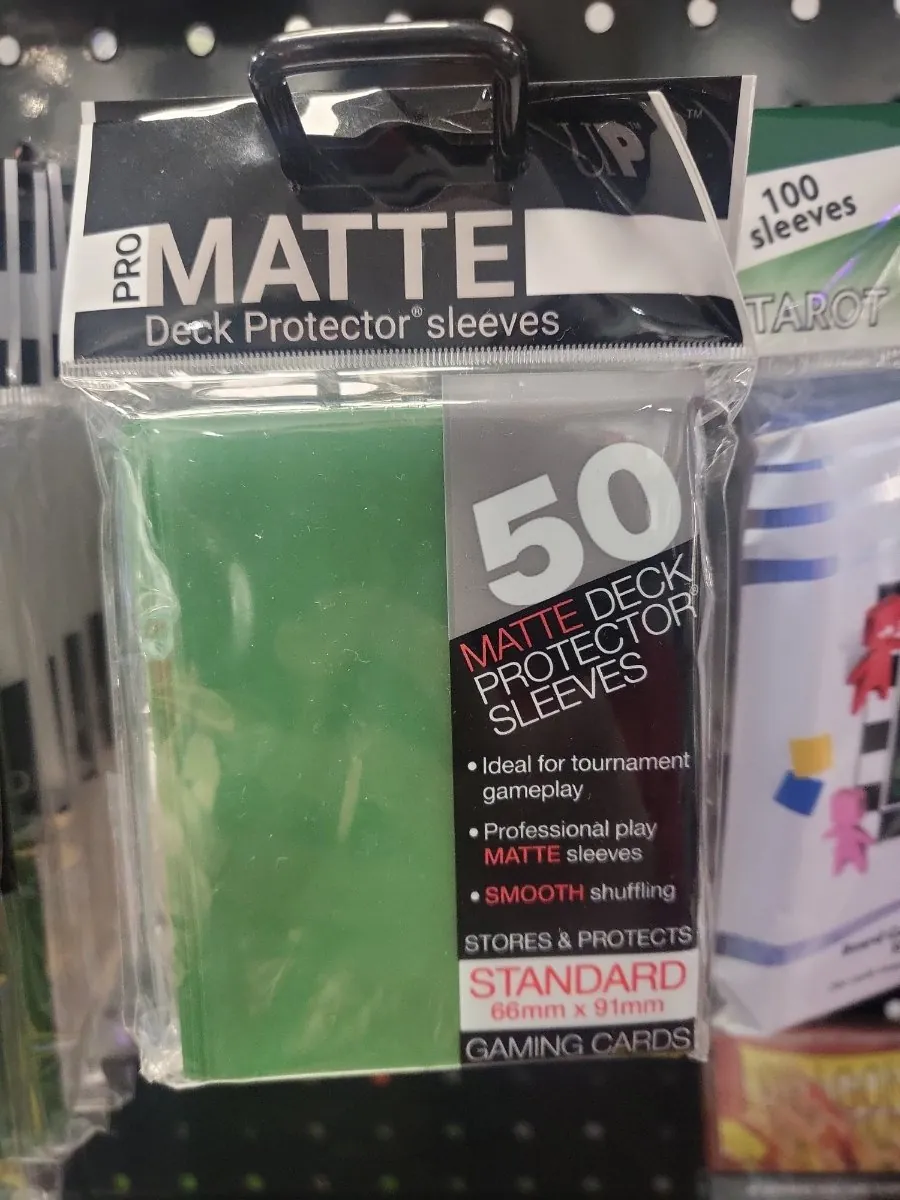 UP™
PRO
MATTE
Deck Protector® sleeves
50
MATTE DECK
PROTECTOR®
SLEEVES
• Ideal for tournament
gameplay
• Professional play
MATTE sleeves
• SMOOTH shuffling
STORES & PROTECTS
STANDARD
66mm x 91mm
GAMING CARDS
100
sleeves
TAROT